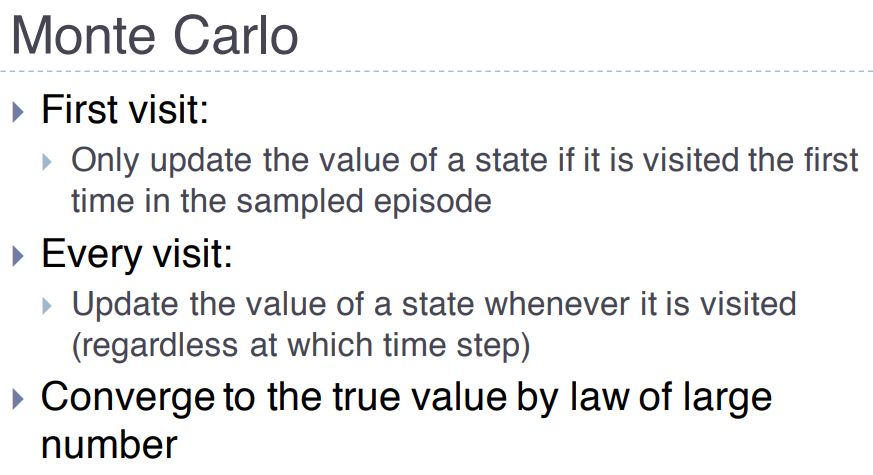 Monte Carlo
First visit:
Only update the value of a state if it is visited the first
time in the sampled episode
Every visit:
Update the value of a state whenever it is visited
(regardless at which time step)
Converge to the true value by law of large
number